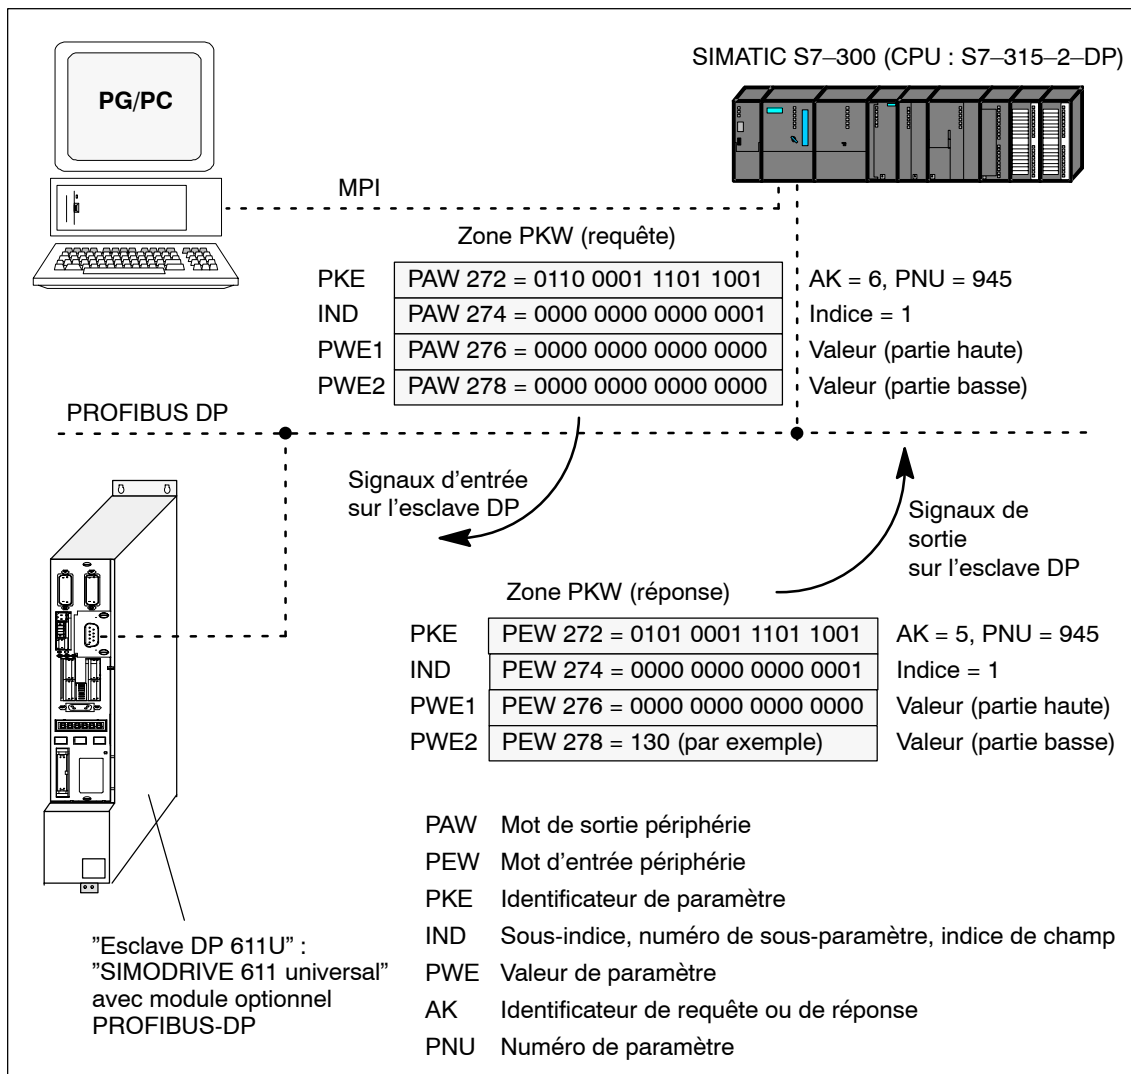 PG/PC
SIMATIC S7–300 (CPU : S7–315–2–DP)
MPI
Zone PKW (requête)
PKE PAW 272 = 0110 0001 1101 1001 AK = 6, PNU = 945
IND PAW 274 = 0000 0000 0000 0001 Indice = 1
PWE1 PAW 276 = 0000 0000 0000 0000 Valeur (partie haute)
PWE2 PAW 278 = 0000 0000 0000 0000 Valeur (partie basse)
PROFIBUS DP
Signaux d'entrée
sur l'esclave DP
Signaux de
sortie
sur l'esclave DP
Zone PKW (réponse)
PKE PEW 272 = 0101 0001 1101 1001 AK = 5, PNU = 945
IND PEW 274 = 0000 0000 0000 0001 Indice = 1
PWE1 PEW 276 = 0000 0000 0000 0000 Valeur (partie haute)
PWE2 PEW 278 = 130 (par exemple) Valeur (partie basse)
PAW Mot de sortie périphérie
PEW Mot d'entrée périphérie
PKE Identificateur de paramètre
IND Sous-indice, numéro de sous-paramètre, indice de champ
PWE Valeur de paramètre
AK Identificateur de requête ou de réponse
PNU Numéro de paramètre
”Esclave DP 611U” :
”SIMODRIVE 611 universal”
avec module optionnel
PROFIBUS-DP